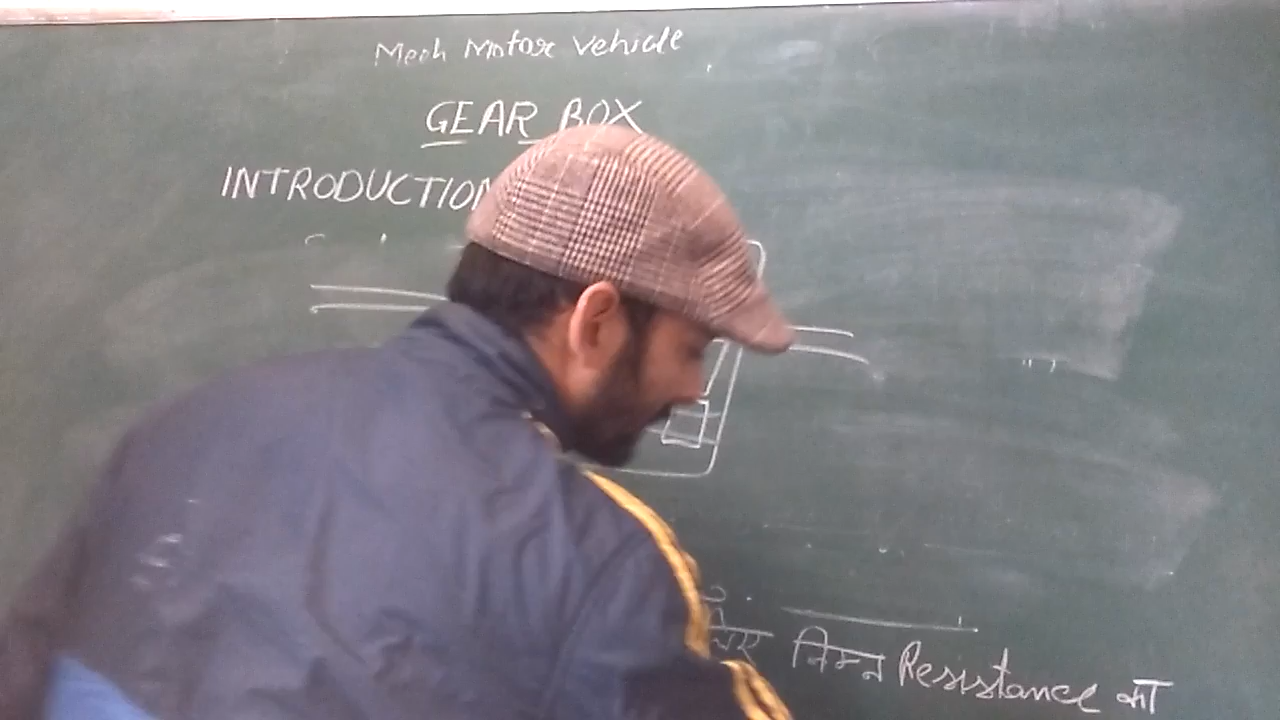 Mech Motor Vehicle
GEAR BOX
INTRODUCTION
निम्न Resistance का